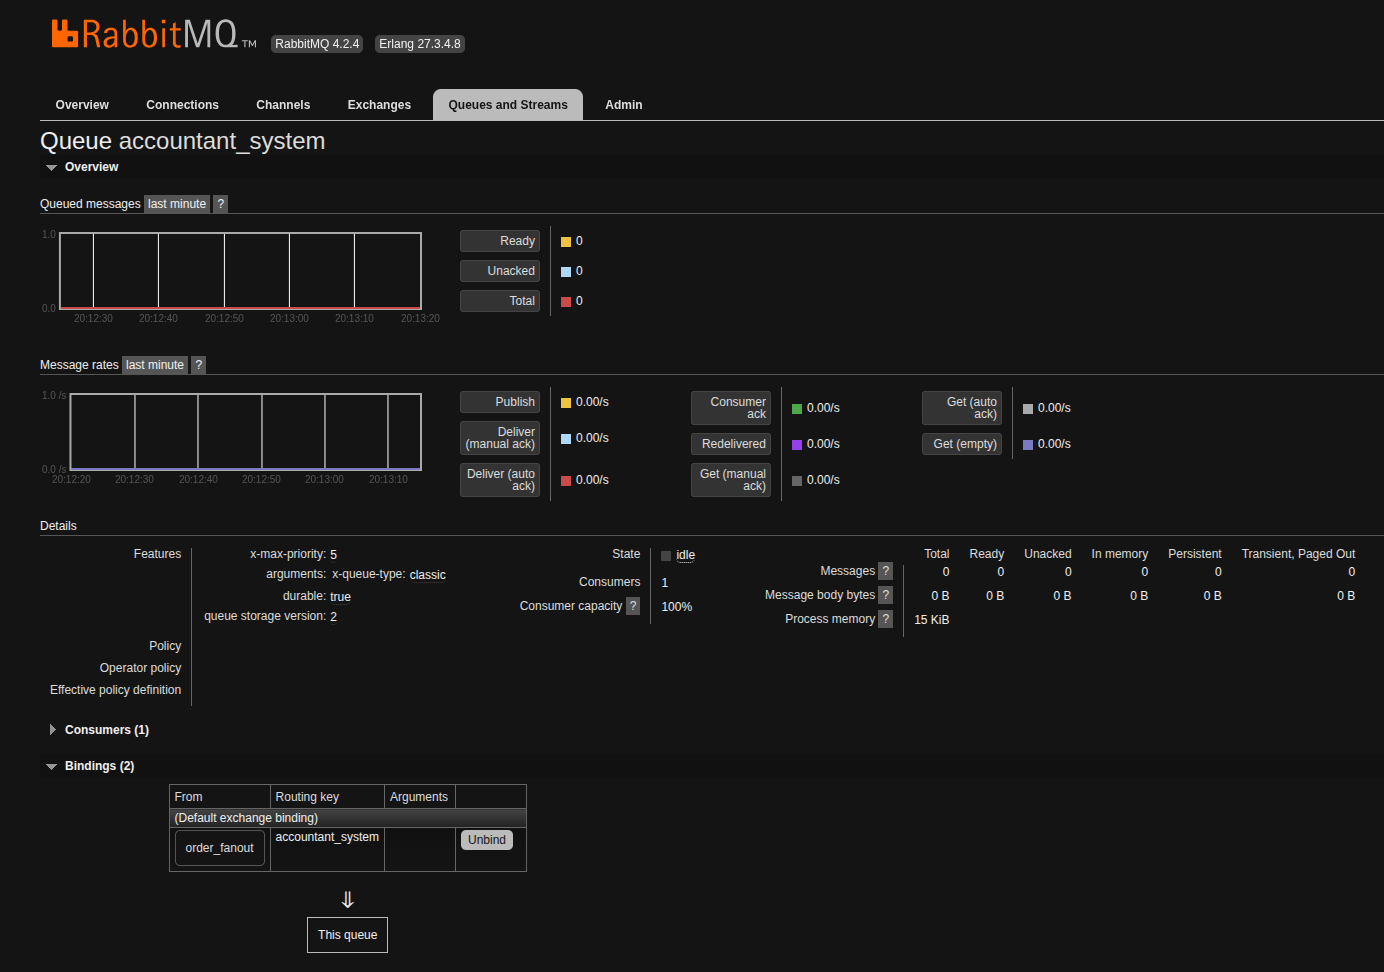 RabbitMQ TM RabbitMQ 4.2.4 Erlang 27.3.4.8
Overview Connections Channels Exchanges Queues and Streams Admin
Queue accountant_system
Overview
Queued messages last minute ?
1.0
0.0
20:12:30 20:12:40 20:12:50 20:13:00 20:13:10 20:13:20
Ready 0
Unacked 0
Total 0
Message rates last minute ?
1.0 /s
0.0 /s
20:12:20 20:12:30 20:12:40 20:12:50 20:13:00 20:13:10
Publish 0.00/s
Deliver
(manual ack) 0.00/s
Deliver (auto
ack) 0.00/s
Consumer
ack 0.00/s
Redelivered 0.00/s
Get (manual
ack) 0.00/s
Get (auto
ack) 0.00/s
Get (empty) 0.00/s
Details
Features
x-max-priority: 5
arguments: x-queue-type: classic
durable: true
queue storage version: 2
Policy
Operator policy
Effective policy definition
State idle
Consumers 1
Consumer capacity ? 100%
Total Ready Unacked In memory Persistent Transient, Paged Out
Messages ? 0 0 0 0 0 0
Message body bytes ? 0 B 0 B 0 B 0 B 0 B 0 B
Process memory ? 15 KiB
Consumers (1)
Bindings (2)
From Routing key Arguments
(Default exchange binding)
order_fanout accountant_system Unbind
⇓
This queue